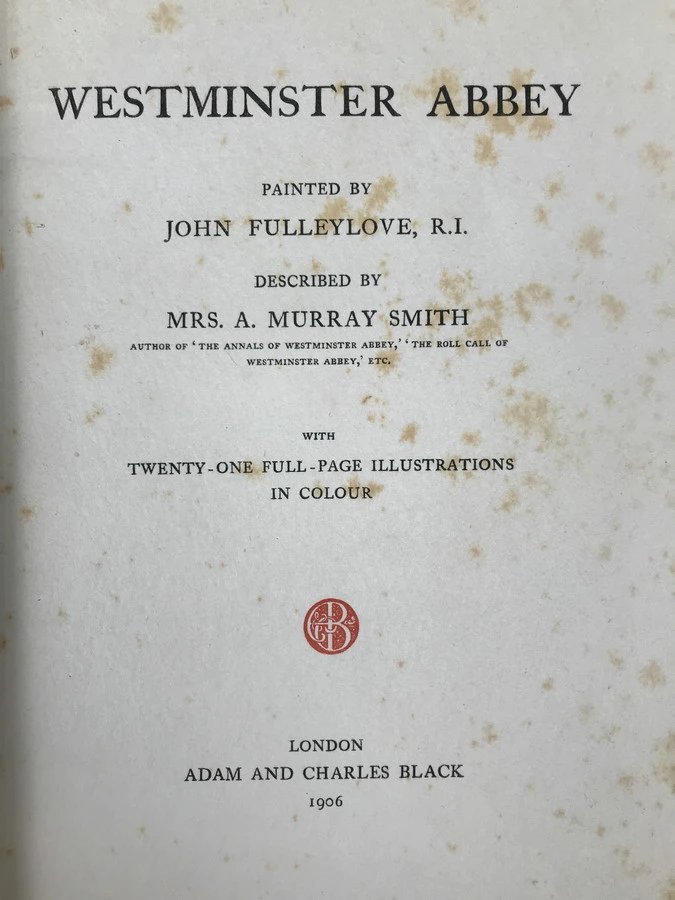 WESTMINSTER ABBEY
PAINTED BY
JOHN FULLEYLOVE, R.I.
DESCRIBED BY
MRS. A. MURRAY SMITH
AUTHOR OF ‘THE ANNALS OF WESTMINSTER ABBEY,’ ‘THE ROLL CALL OF
WESTMINSTER ABBEY,’ ETC.
WITH
TWENTY-ONE FULL-PAGE ILLUSTRATIONS
IN COLOUR
LONDON
ADAM AND CHARLES BLACK
1906